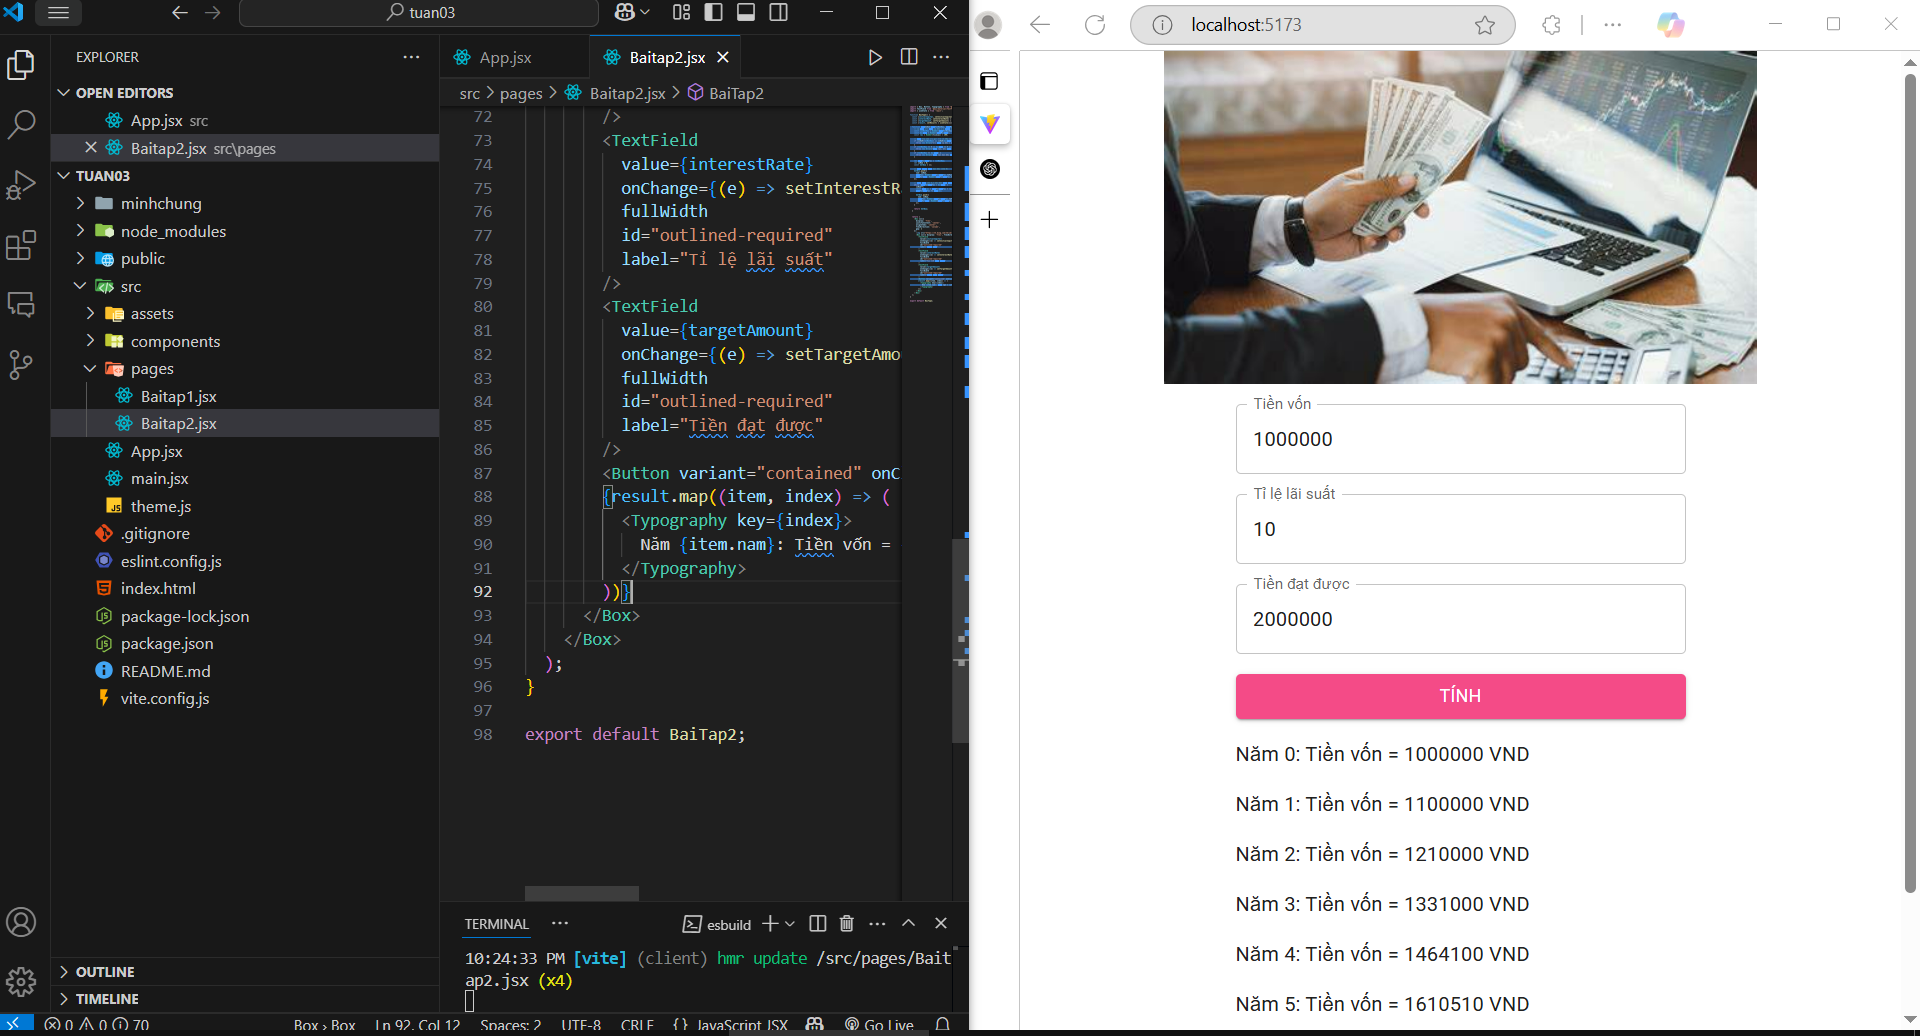 tuan03
EXPLORER
OPEN EDITORS
App.jsx src
Baitap2.jsx src\pages
TUAN03
minhchung
node_modules
public
src
assets
components
pages
Baitap1.jsx
Baitap2.jsx
App.jsx
main.jsx
theme.js
.gitignore
eslint.config.js
index.html
package-lock.json
package.json
README.md
vite.config.js
OUTLINE
TIMELINE
App.jsx
Baitap2.jsx
src > pages > Baitap2.jsx > BaiTap2
72 />
73 <TextField
74 value={interestRate}
75 onChange={(e) => setInterestR
76 fullWidth
77 id="outlined-required"
78 label="Tỉ lệ lãi suất"
79 />
80 <TextField
81 value={targetAmount}
82 onChange={(e) => setTargetAmo
83 fullWidth
84 id="outlined-required"
85 label="Tiền đạt được"
86 />
87 <Button variant="contained" onC
88 {result.map((item, index) => (
89 <Typography key={index}>
90 Năm {item.nam}: Tiền vốn =
91 </Typography>
92 ))}
93 </Box>
94 </Box>
95 );
96 }
97
98 export default BaiTap2;
TERMINAL
esbuild
10:24:33 PM [vite] (client) hmr update /src/pages/Bait
ap2.jsx (x4)
0 0 70
Box › Box
Ln 92, Col 12
Spaces: 2
UTF-8
CRLF
{} JavaScript JSX
Go Live
localhost:5173
Tiền vốn
1000000
Tỉ lệ lãi suất
10
Tiền đạt được
2000000
TÍNH
Năm 0: Tiền vốn = 1000000 VND
Năm 1: Tiền vốn = 1100000 VND
Năm 2: Tiền vốn = 1210000 VND
Năm 3: Tiền vốn = 1331000 VND
Năm 4: Tiền vốn = 1464100 VND
Năm 5: Tiền vốn = 1610510 VND